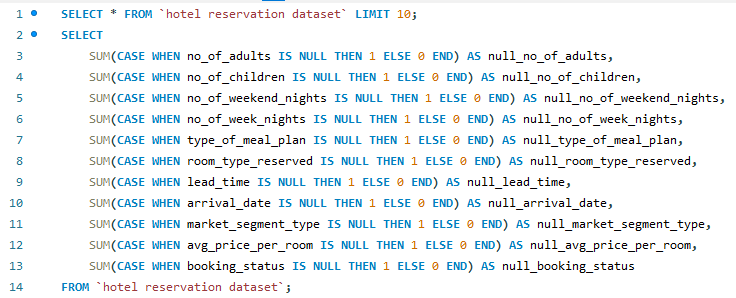 1 SELECT * FROM `hotel reservation dataset` LIMIT 10;
2 SELECT
3 SUM(CASE WHEN no_of_adults IS NULL THEN 1 ELSE 0 END) AS null_no_of_adults,
4 SUM(CASE WHEN no_of_children IS NULL THEN 1 ELSE 0 END) AS null_no_of_children,
5 SUM(CASE WHEN no_of_weekend_nights IS NULL THEN 1 ELSE 0 END) AS null_no_of_weekend_nights,
6 SUM(CASE WHEN no_of_week_nights IS NULL THEN 1 ELSE 0 END) AS null_no_of_week_nights,
7 SUM(CASE WHEN type_of_meal_plan IS NULL THEN 1 ELSE 0 END) AS null_type_of_meal_plan,
8 SUM(CASE WHEN room_type_reserved IS NULL THEN 1 ELSE 0 END) AS null_room_type_reserved,
9 SUM(CASE WHEN lead_time IS NULL THEN 1 ELSE 0 END) AS null_lead_time,
10 SUM(CASE WHEN arrival_date IS NULL THEN 1 ELSE 0 END) AS null_arrival_date,
11 SUM(CASE WHEN market_segment_type IS NULL THEN 1 ELSE 0 END) AS null_market_segment_type,
12 SUM(CASE WHEN avg_price_per_room IS NULL THEN 1 ELSE 0 END) AS null_avg_price_per_room,
13 SUM(CASE WHEN booking_status IS NULL THEN 1 ELSE 0 END) AS null_booking_status
14 FROM `hotel reservation dataset`;